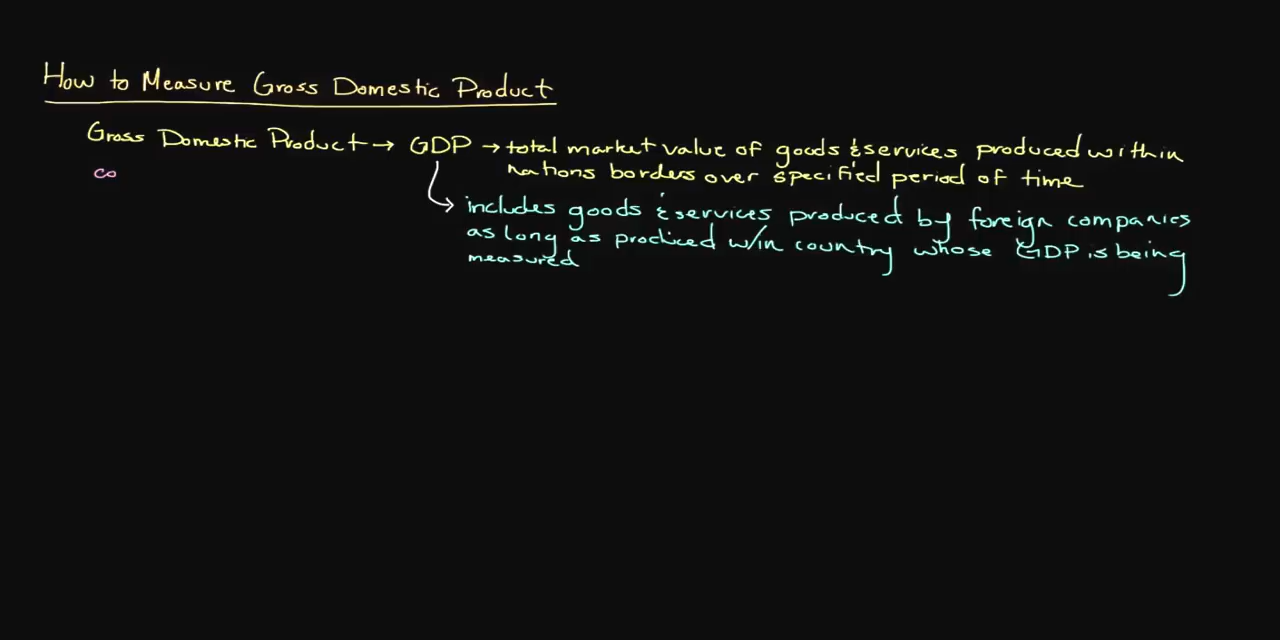 How to Measure Gross Domestic Product
Gross Domestic Product → GDP → total market value of goods & services produced within
nations borders over specified period of time
co
↳ includes goods & services produced by foreign companies
as long as produced w/in country whose GDP is being
measured